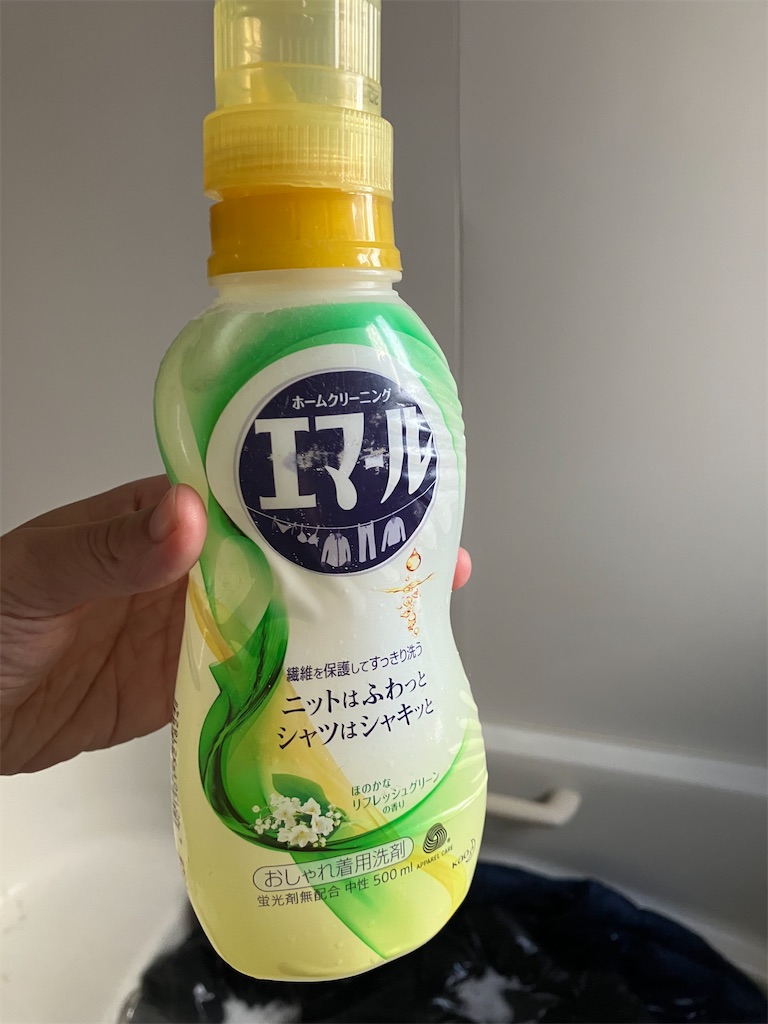 ホームクリーニング
エマール
繊維を保護してすっきり洗う
ニットはふわっと
シャツはシャキッと
ほのかな
リフレッシュグリーン
の香り
おしゃれ着用洗剤
APPAREL CARE
蛍光剤無配合 中性 500 ml